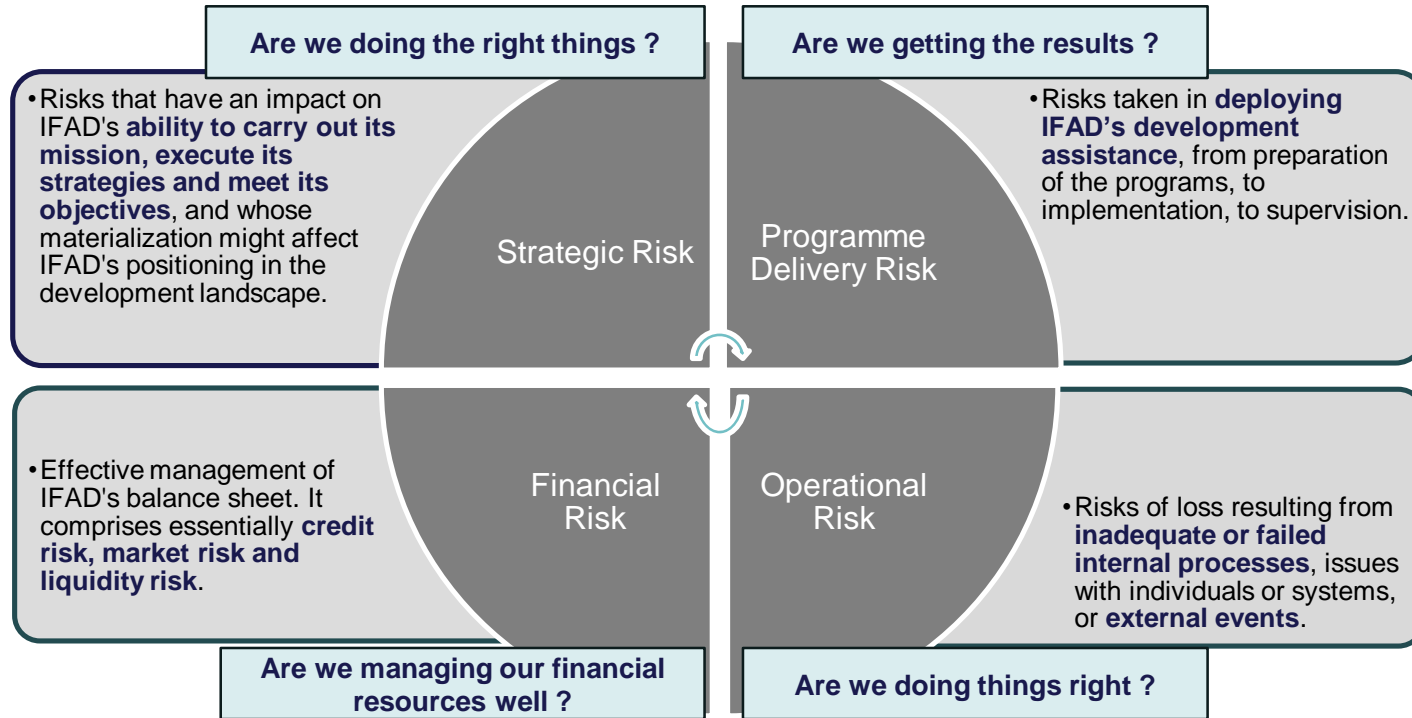 Are we doing the right things ?
Are we getting the results ?
•Risks that have an impact on
IFAD's ability to carry out its
mission, execute its
strategies and meet its
objectives, and whose
materialization might affect
IFAD's positioning in the
development landscape.
Strategic Risk
Programme
Delivery Risk
•Risks taken in deploying
IFAD’s development
assistance, from preparation
of the programs, to
implementation, to supervision.
•Effective management of
IFAD's balance sheet. It
comprises essentially credit
risk, market risk and
liquidity risk.
Financial
Risk
Operational
Risk
•Risks of loss resulting from
inadequate or failed
internal processes, issues
with individuals or systems,
or external events.
Are we managing our financial
resources well ?
Are we doing things right ?